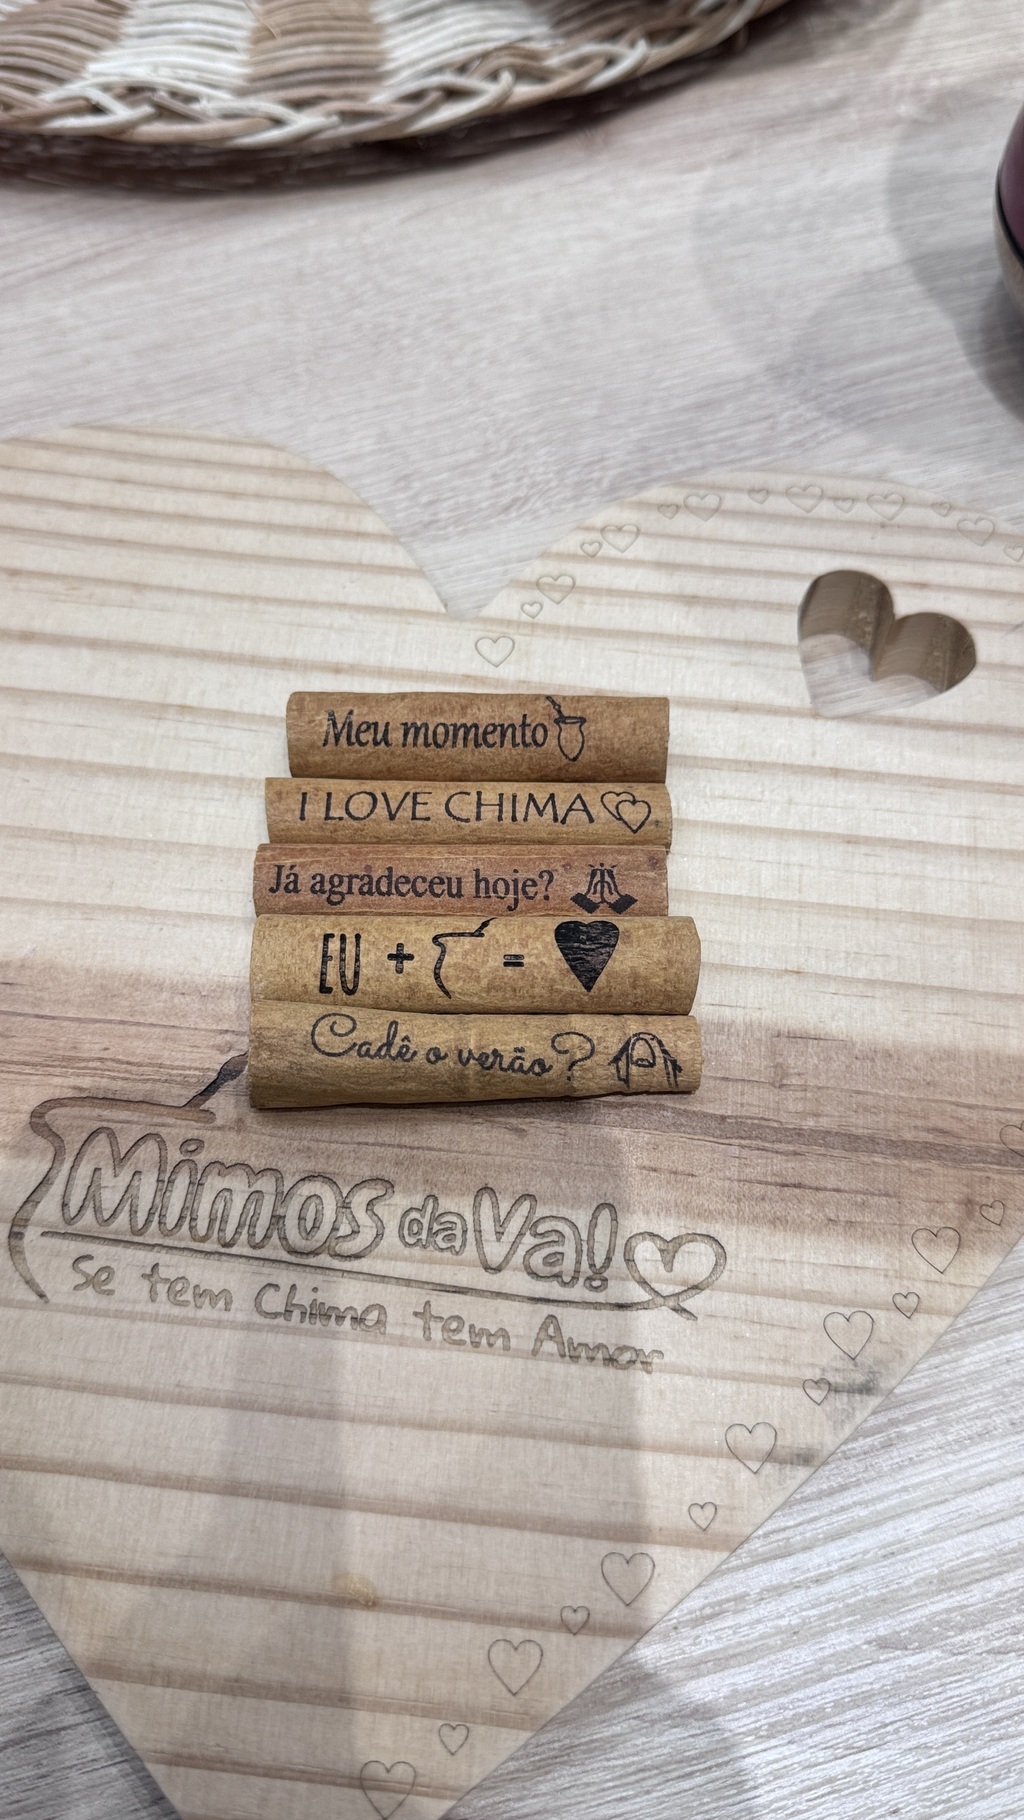 Meu momento
I LOVE CHIMA
Já agradeceu hoje?
EU + =
Cadê o verão?
Mimos da Va!
Se tem Chima tem Amor